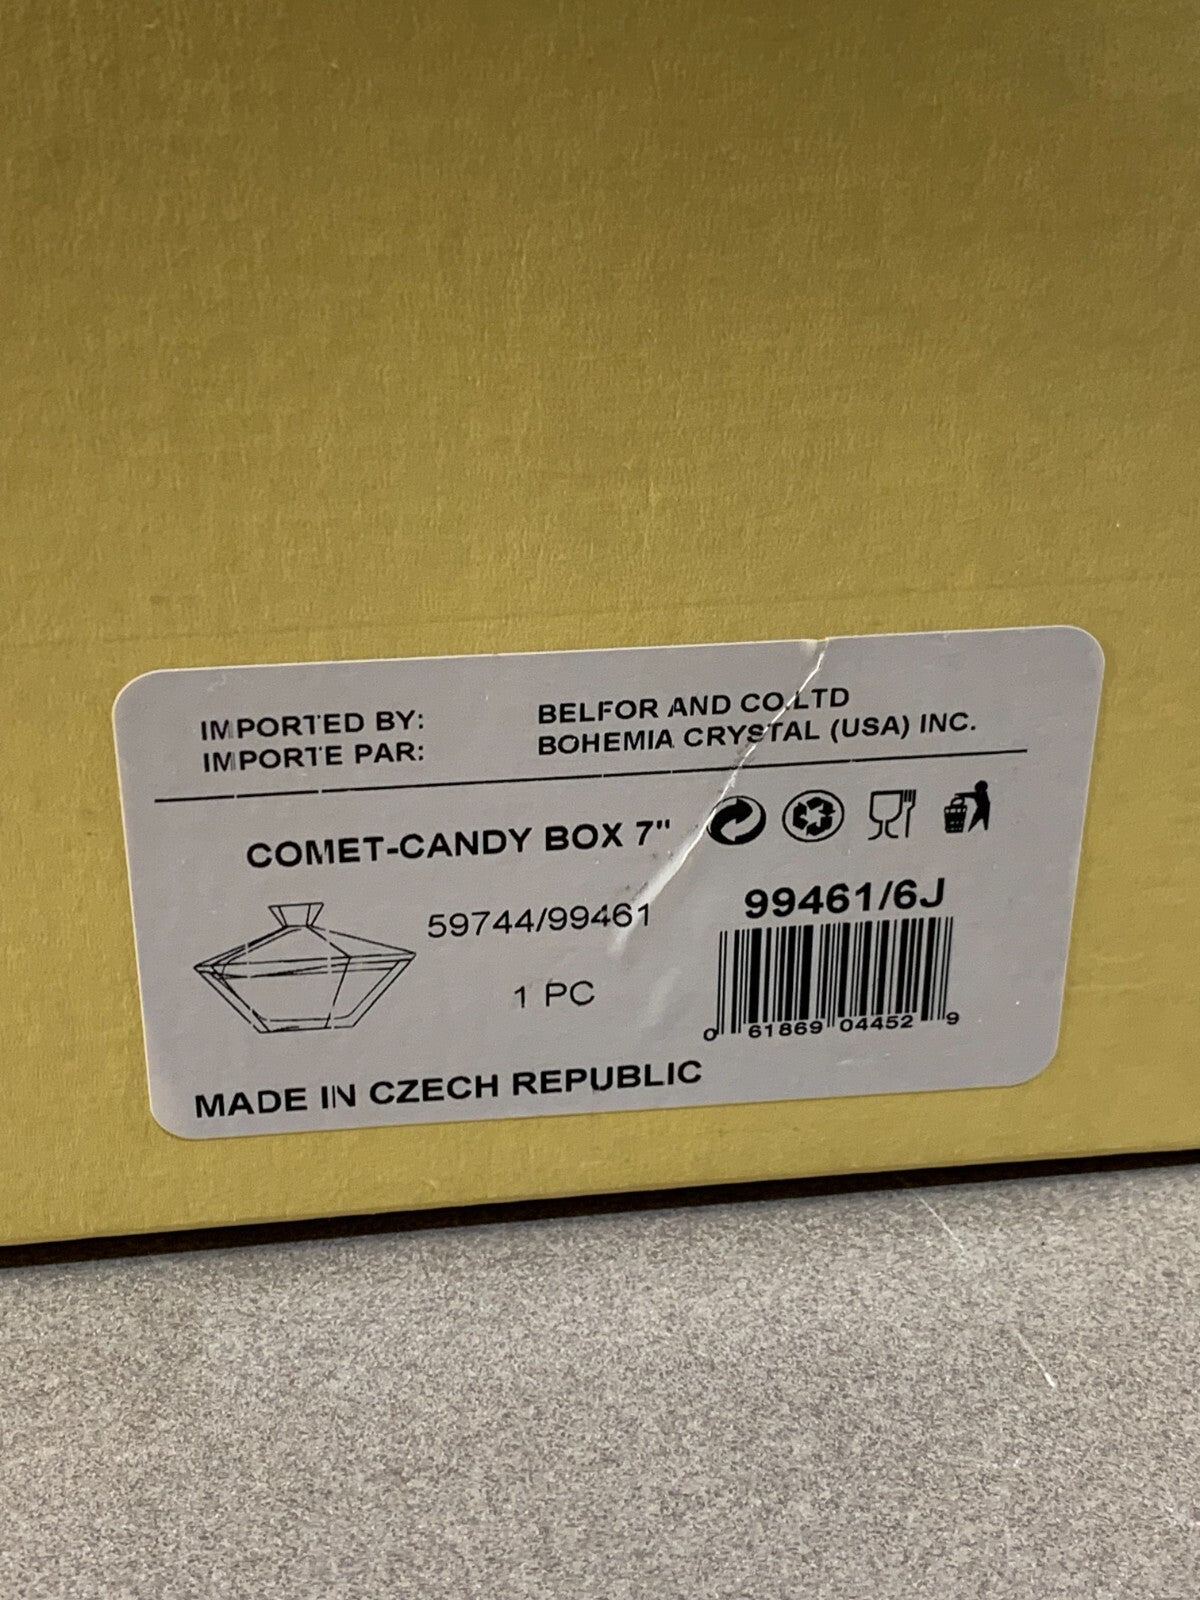 IMPORTED BY: BELFOR AND CO.LTD
IMPORTE PAR: BOHEMIA CRYSTAL (USA) INC.
COMET-CANDY BOX 7"
59744/99461
99461/6J
1 PC
0 61869 04452 9
MADE IN CZECH REPUBLIC